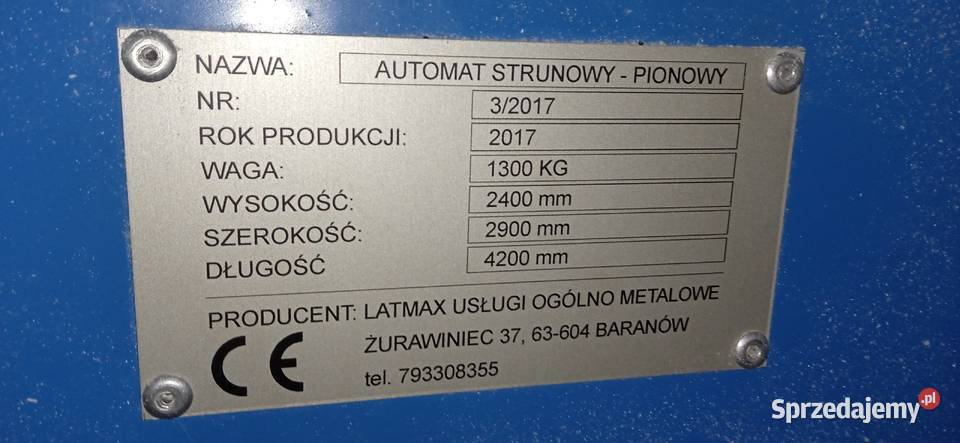 NAZWA: AUTOMAT STRUNOWY - PIONOWY
NR: 3/2017
ROK PRODUKCJI: 2017
WAGA: 1300 KG
WYSOKOŚĆ: 2400 mm
SZEROKOŚĆ: 2900 mm
DŁUGOŚĆ 4200 mm
PRODUCENT: LATMAX USŁUGI OGÓLNO METALOWE
ŻURAWINIEC 37, 63-604 BARANÓW
CE tel. 793308355
Sprzedajemy.pl